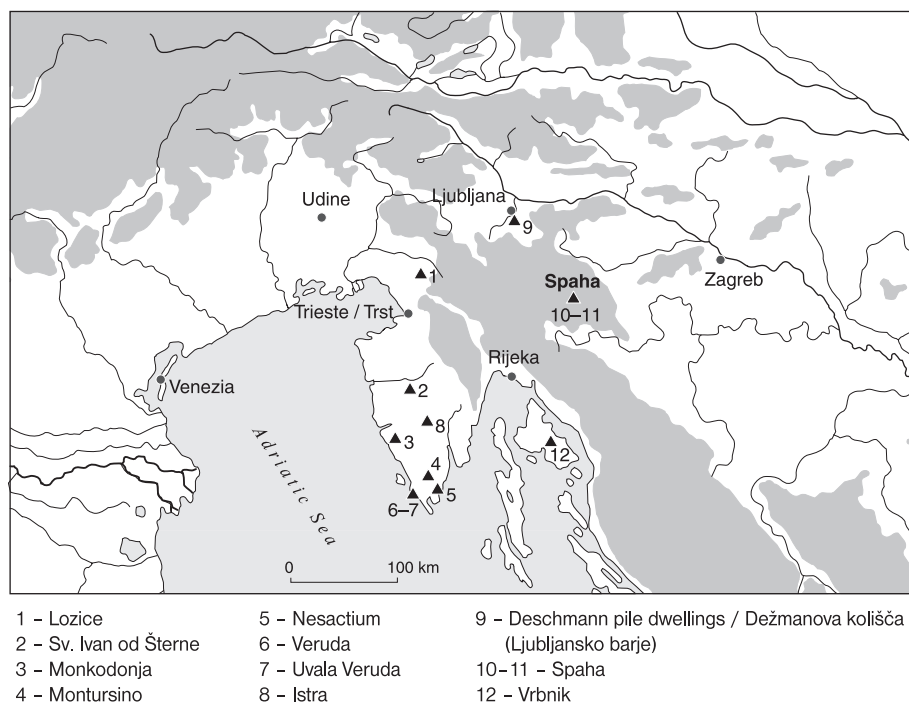 Udine
Ljubljana
9
1
Spaha
10–11
Zagreb
Trieste / Trst
Rijeka
Venezia
2
8
3
12
4
5
6–7
Adriatic Sea
0 100 km
1 – Lozice
2 – Sv. Ivan od Šterne
3 – Monkodonja
4 – Montursino
5 – Nesactium
6 – Veruda
7 – Uvala Veruda
8 – Istra
9 – Deschmann pile dwellings / Dežmanova kolišča
(Ljubljansko barje)
10–11 – Spaha
12 – Vrbnik